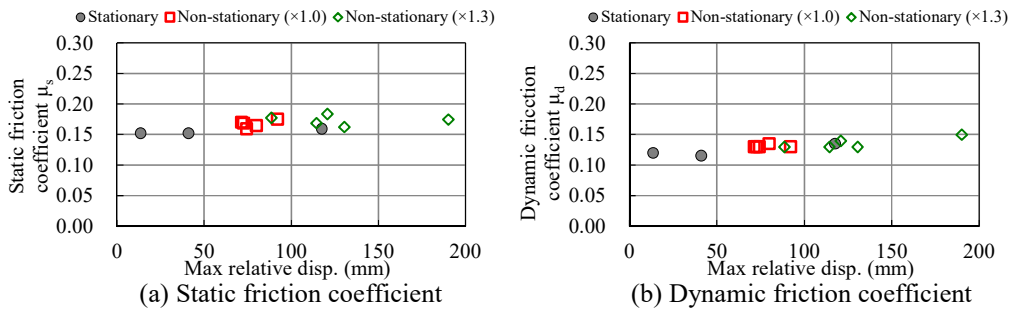 Stationary Non-stationary (×1.0) Non-stationary (×1.3)
Static friction
coefficient μs
0.30
0.25
0.20
0.15
0.10
0.05
0.00
0 50 100 150 200
Max relative disp. (mm)
(a) Static friction coefficient
Stationary Non-stationary (×1.0) Non-stationary (×1.3)
Dynamic fricction
coefficient μd
0.30
0.25
0.20
0.15
0.10
0.05
0.00
0 50 100 150 200
Max relative disp. (mm)
(b) Dynamic friction coefficient